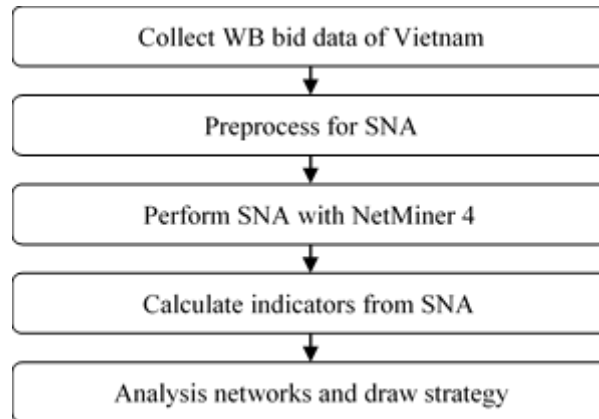 Collect WB bid data of Vietnam
Preprocess for SNA
Perform SNA with NetMiner 4
Calculate indicators from SNA
Analysis networks and draw strategy